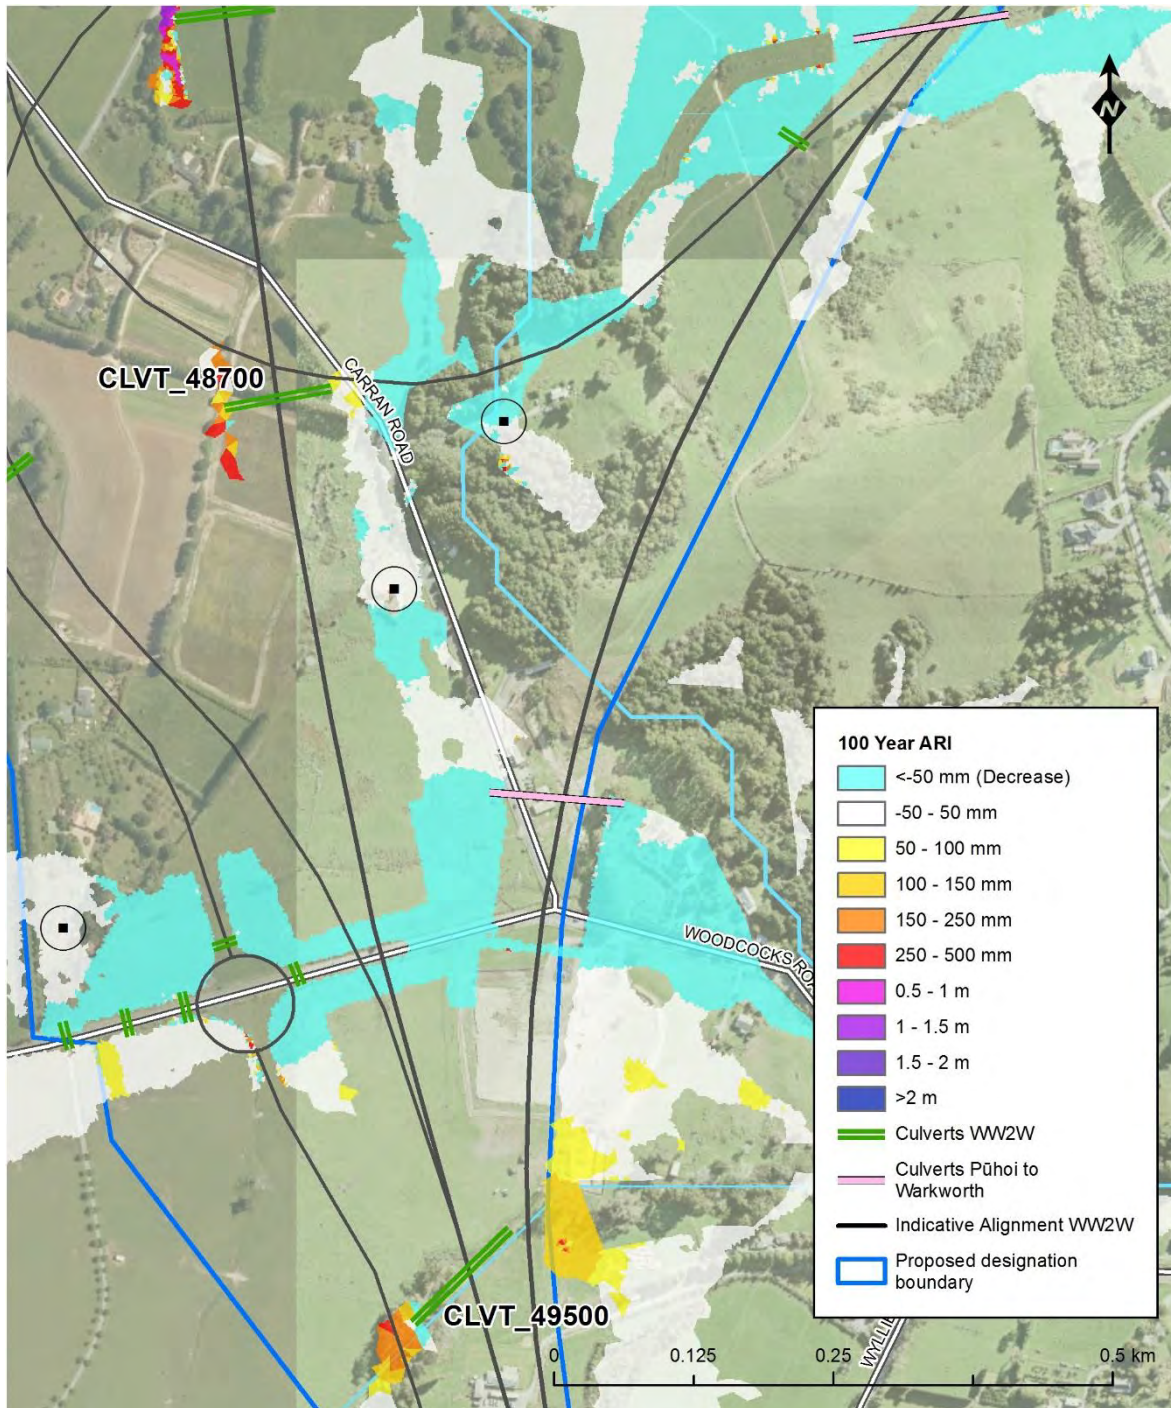 N
CLVT_48700
CARRAN ROAD
100 Year ARI
<-50 mm (Decrease)
-50 - 50 mm
50 - 100 mm
100 - 150 mm
150 - 250 mm
250 - 500 mm
0.5 - 1 m
1 - 1.5 m
1.5 - 2 m
>2 m
Culverts WW2W
Culverts Pūhoi to
Warkworth
Indicative Alignment WW2W
Proposed designation
boundary
WOODCOCKS
CLVT_49500
0 0.125 0.25 0.5 km